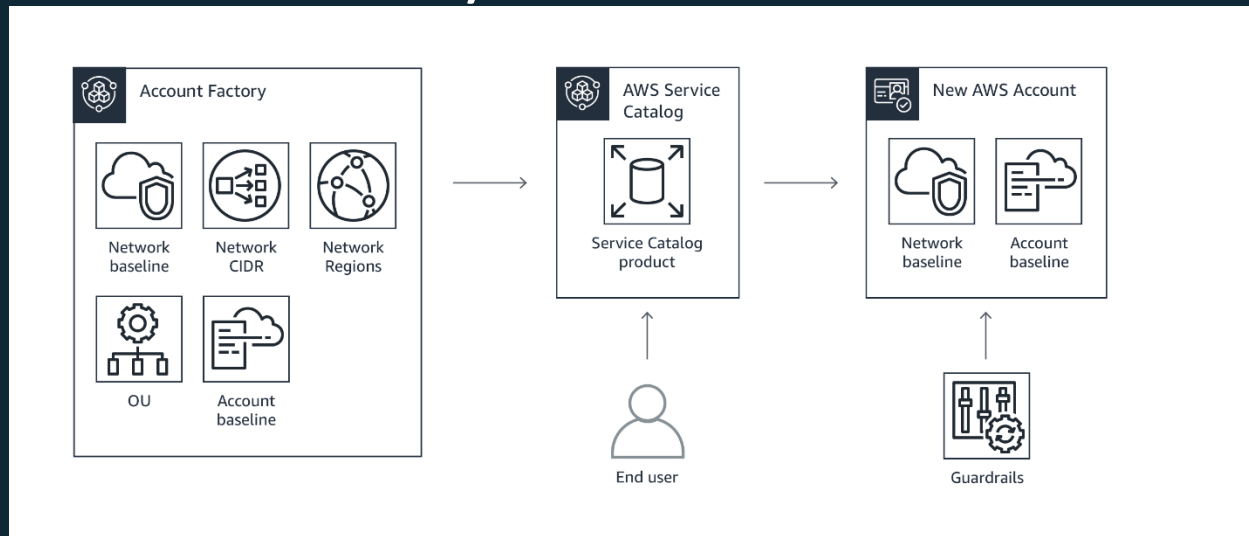 Account Factory
Network
baseline
Network
CIDR
Network
Regions
OU
Account
baseline
AWS Service
Catalog
Service Catalog
product
End user
New AWS Account
Network
baseline
Account
baseline
Guardrails